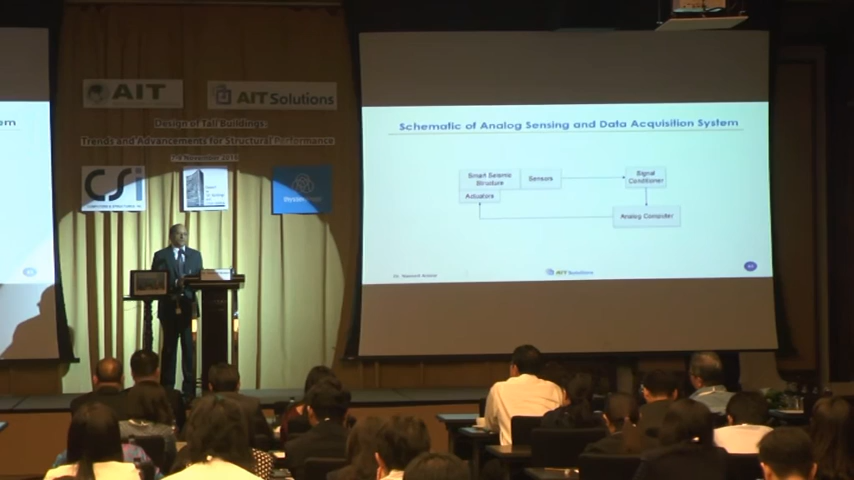 AIT
AIT Solutions
Design of Tall Buildings:
Trends and Advancements for Structural Performance
CSi
em
Schematic of Analog Sensing and Data Acquisition System
Smart Seismic
Structure
Sensors
Actuators
Signal
Conditioner
Analog Computer
AIT Solutions